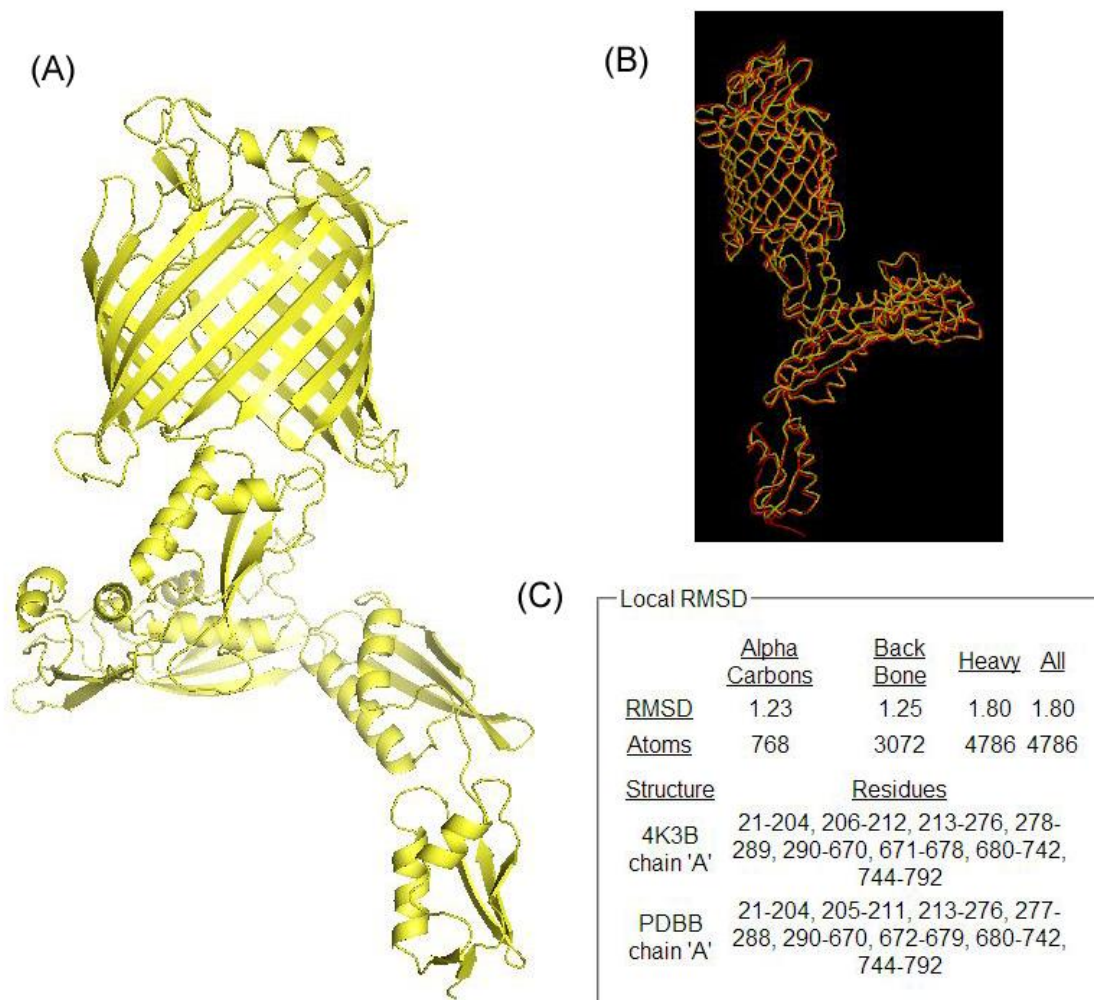 (A)
(B)
(C)
Local RMSD
Alpha Carbons Back Bone Heavy All
RMSD 1.23 1.25 1.80 1.80
Atoms 768 3072 4786 4786
Structure Residues
4K3B chain 'A'
21-204, 206-212, 213-276, 278-
289, 290-670, 671-678, 680-742,
744-792
PDBB chain 'A'
21-204, 205-211, 213-276, 277-
288, 290-670, 672-679, 680-742,
744-792